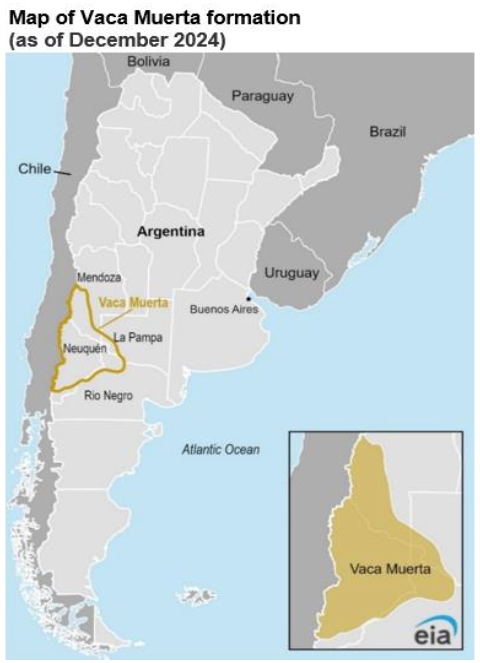 Map of Vaca Muerta formation
(as of December 2024)
Bolivia
Paraguay
Brazil
Chile
Argentina
Uruguay
Mendoza
Vaca Muerta
Buenos Aires
La Pampa
Neuquén
Rio Negro
Atlantic Ocean
Vaca Muerta
eia